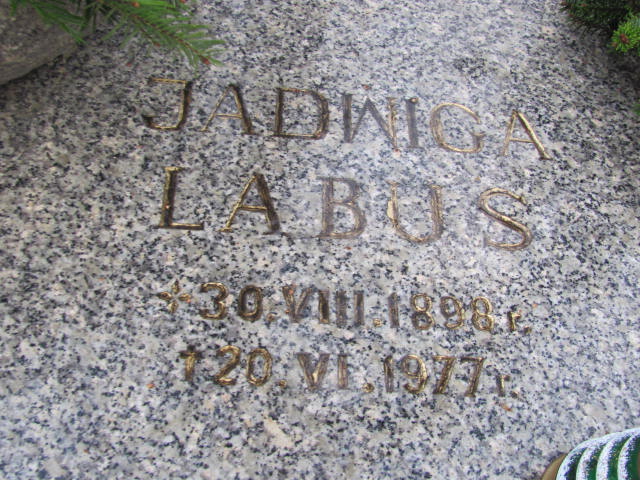 JADWIGA
LABUS
* 30.VIII.1898 r.
† 20.VI.1977 r.